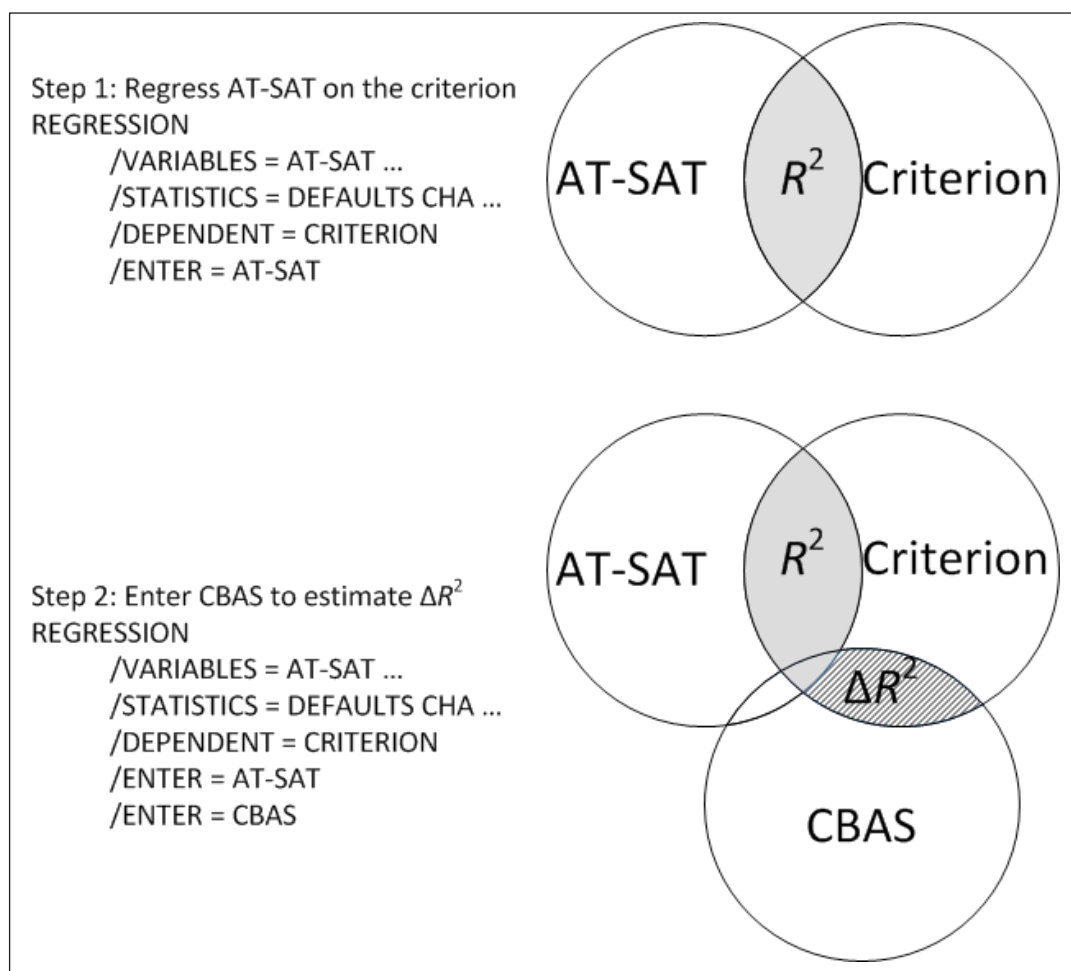 Step 1: Regress AT-SAT on the criterion
REGRESSION
/VARIABLES = AT-SAT ...
/STATISTICS = DEFAULTS CHA ...
/DEPENDENT = CRITERION
/ENTER = AT-SAT
AT-SAT
R²
Criterion
Step 2: Enter CBAS to estimate ΔR²
REGRESSION
/VARIABLES = AT-SAT ...
/STATISTICS = DEFAULTS CHA ...
/DEPENDENT = CRITERION
/ENTER = AT-SAT
/ENTER = CBAS
AT-SAT
R²
Criterion
ΔR²
CBAS